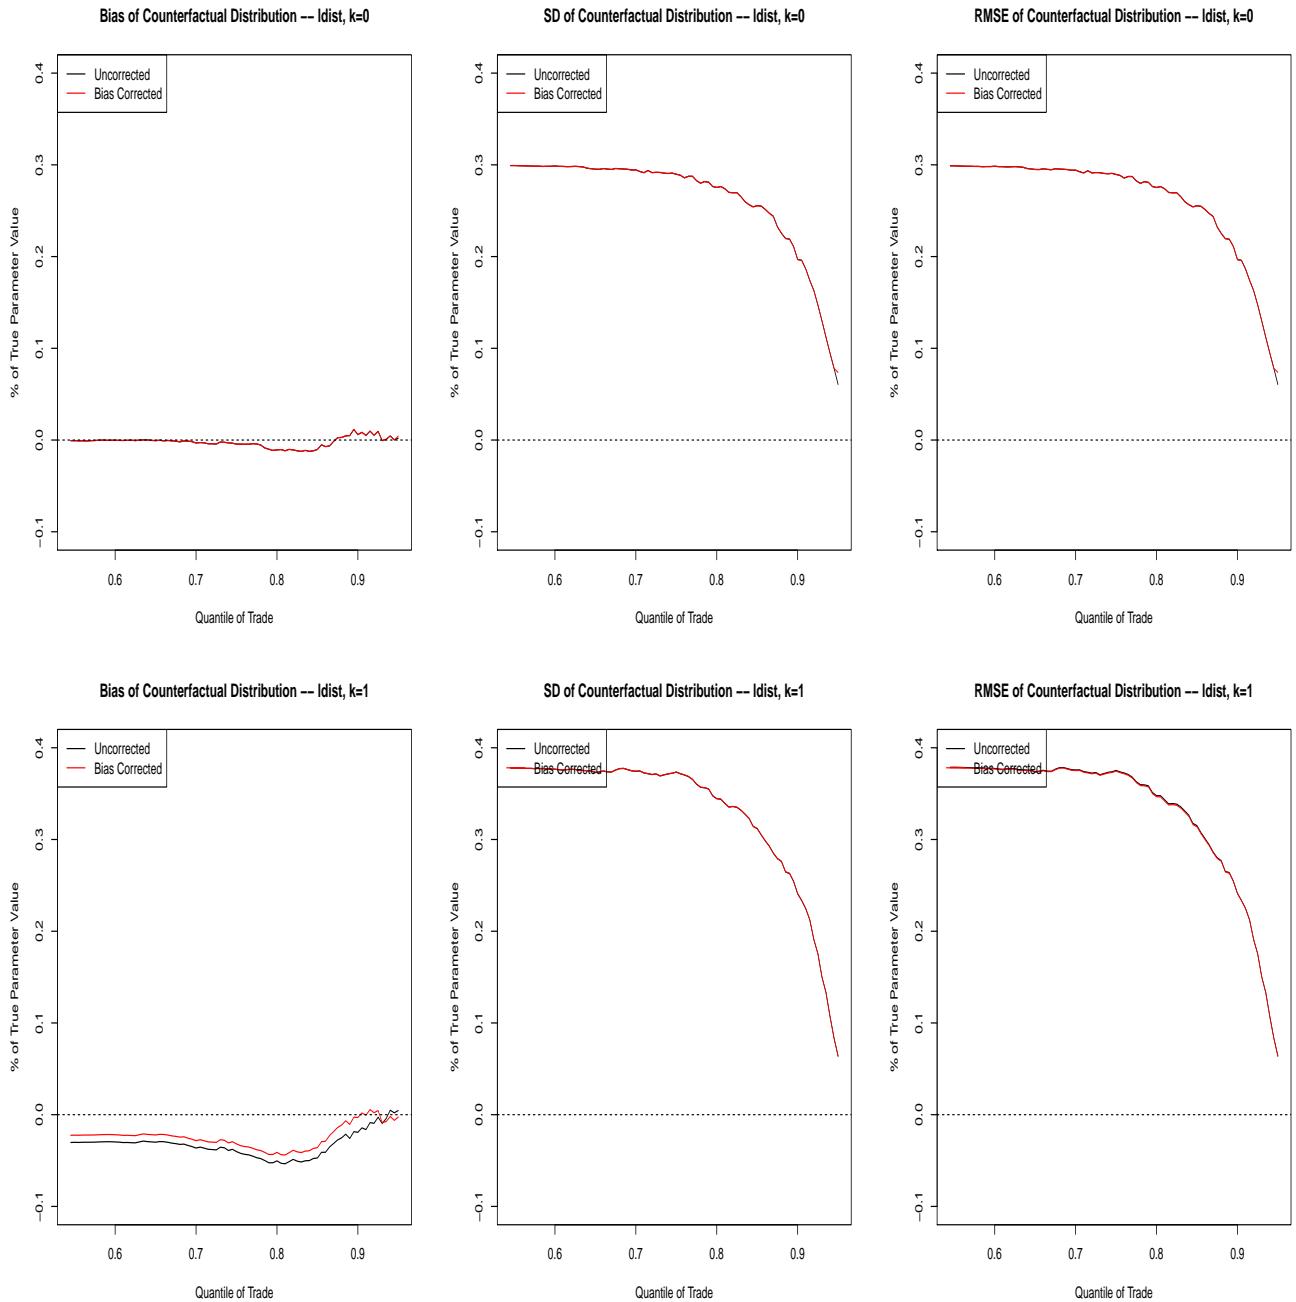 Bias of Counterfactual Distribution −− ldist, k=0
Uncorrected
Bias Corrected
% of True Parameter Value
0.4
0.3
0.2
0.1
0.0
−0.1
0.6 0.7 0.8 0.9
Quantile of Trade
SD of Counterfactual Distribution −− ldist, k=0
Uncorrected
Bias Corrected
% of True Parameter Value
0.4
0.3
0.2
0.1
0.0
−0.1
0.6 0.7 0.8 0.9
Quantile of Trade
RMSE of Counterfactual Distribution −− ldist, k=0
Uncorrected
Bias Corrected
% of True Parameter Value
0.4
0.3
0.2
0.1
0.0
−0.1
0.6 0.7 0.8 0.9
Quantile of Trade
Bias of Counterfactual Distribution −− ldist, k=1
Uncorrected
Bias Corrected
% of True Parameter Value
0.4
0.3
0.2
0.1
0.0
−0.1
0.6 0.7 0.8 0.9
Quantile of Trade
SD of Counterfactual Distribution −− ldist, k=1
Uncorrected
Bias Corrected
% of True Parameter Value
0.4
0.3
0.2
0.1
0.0
−0.1
0.6 0.7 0.8 0.9
Quantile of Trade
RMSE of Counterfactual Distribution −− ldist, k=1
Uncorrected
Bias Corrected
% of True Parameter Value
0.4
0.3
0.2
0.1
0.0
−0.1
0.6 0.7 0.8 0.9
Quantile of Trade